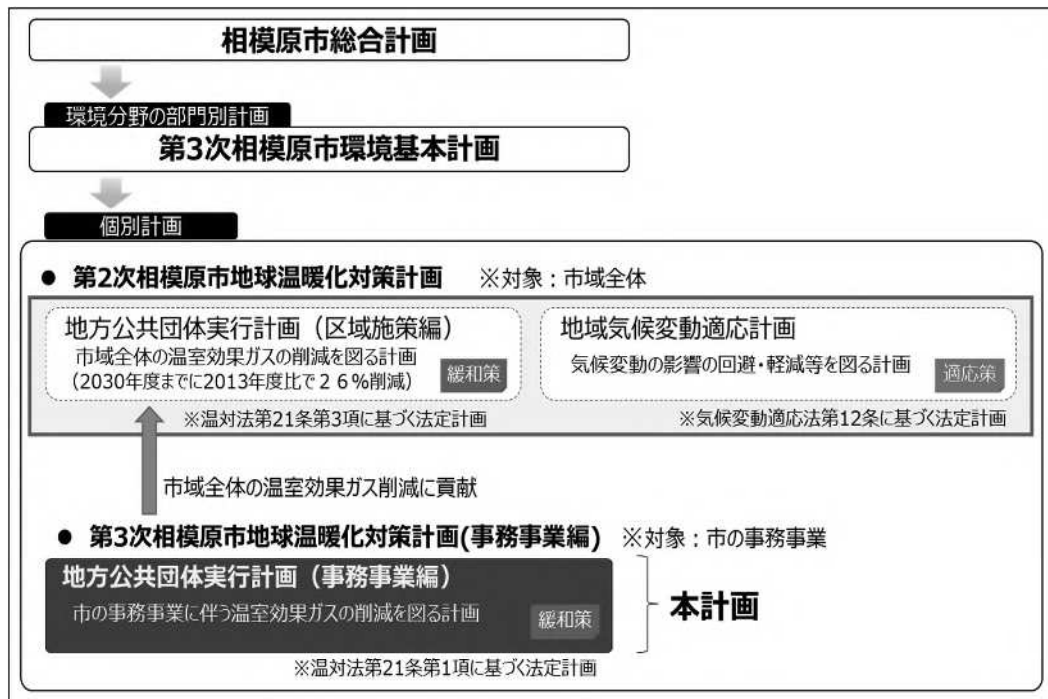 相模原市総合計画
環境分野の部門別計画
第3次相模原市環境基本計画
個別計画
● 第2次相模原市地球温暖化対策計画 ※対象：市域全体
地方公共団体実行計画（区域施策編）
市域全体の温室効果ガスの削減を図る計画
(2030年度までに2013年度比で２６%削減)
緩和策
※温対法第21条第3項に基づく法定計画
地域気候変動適応計画
気候変動の影響の回避・軽減等を図る計画
適応策
※気候変動適応法第12条に基づく法定計画
市域全体の温室効果ガス削減に貢献
● 第3次相模原市地球温暖化対策計画(事務事業編) ※対象：市の事務事業
地方公共団体実行計画（事務事業編）
市の事務事業に伴う温室効果ガスの削減を図る計画
緩和策
本計画
※温対法第21条第1項に基づく法定計画